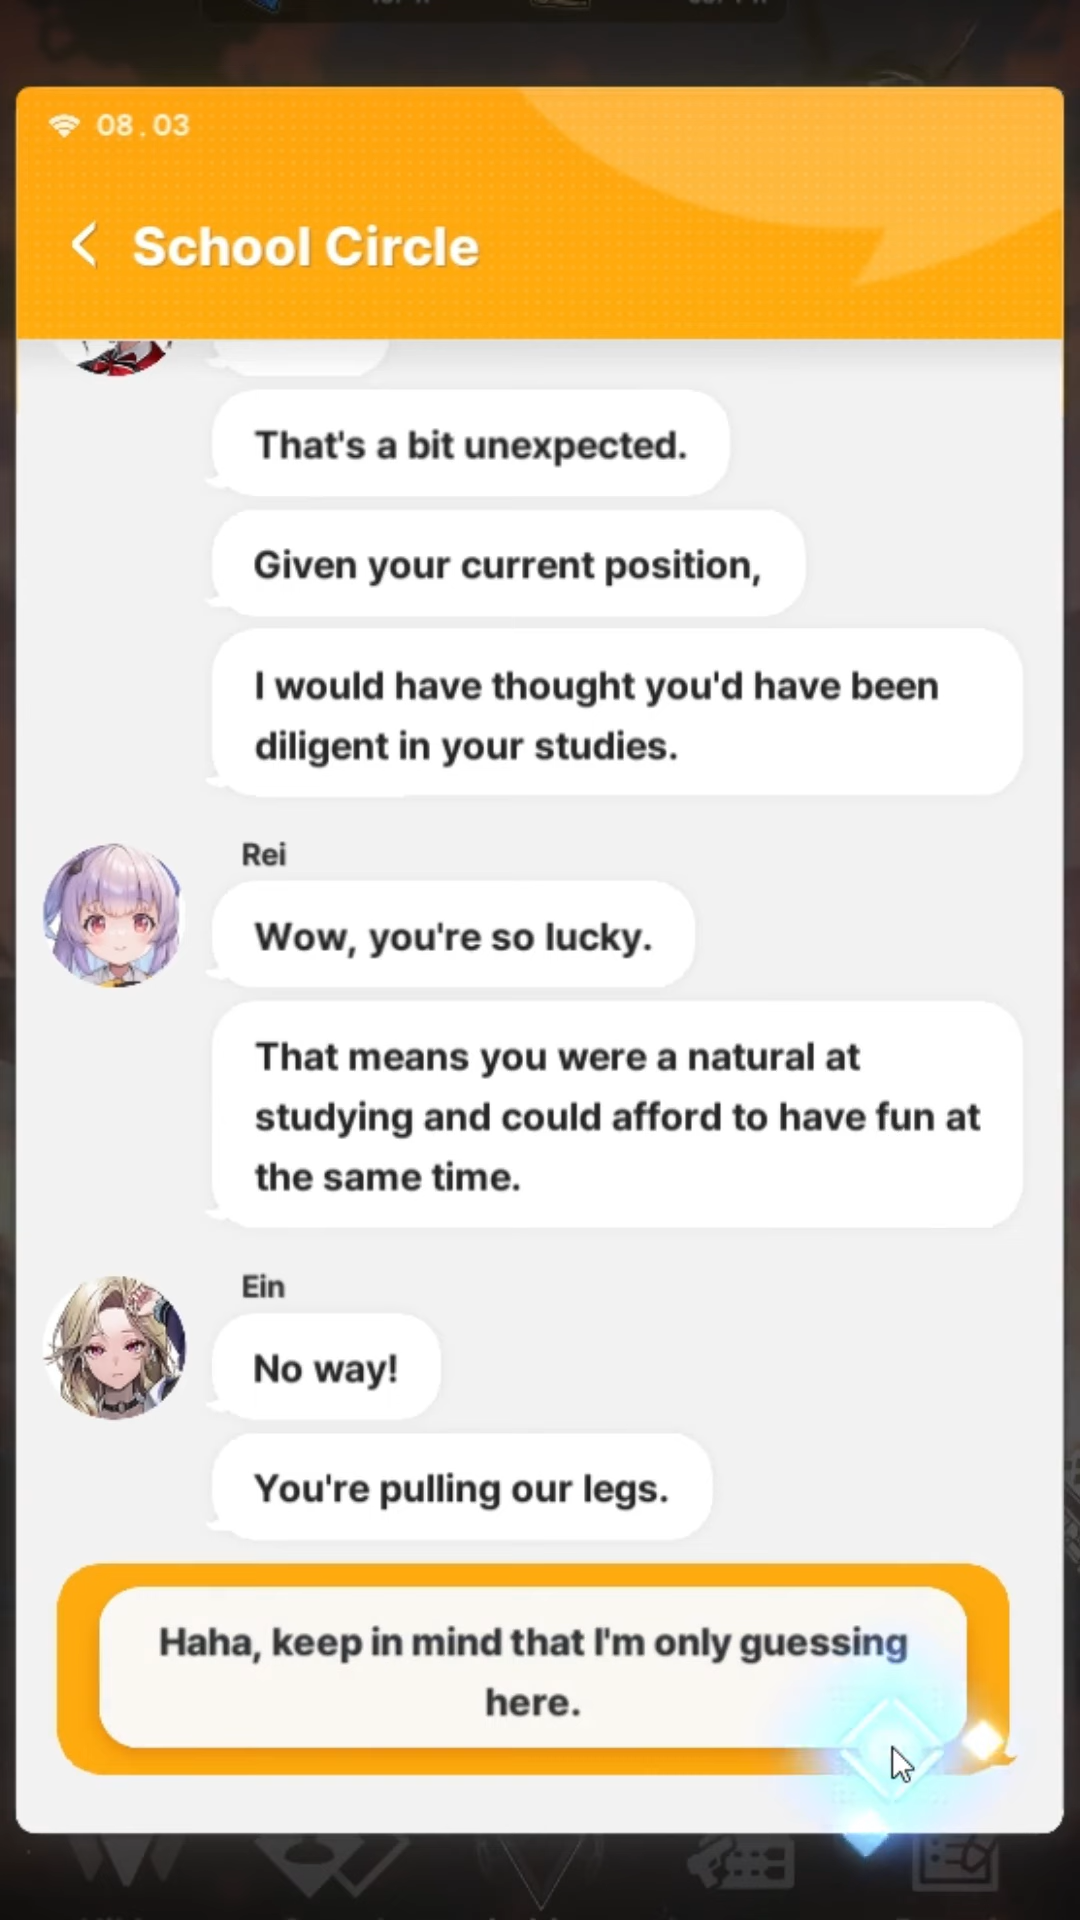 08.03
School Circle
That's a bit unexpected.
Given your current position,
I would have thought you'd have been
diligent in your studies.
Rei
Wow, you're so lucky.
That means you were a natural at
studying and could afford to have fun at
the same time.
Ein
No way!
You're pulling our legs.
Haha, keep in mind that I'm only guessing
here.